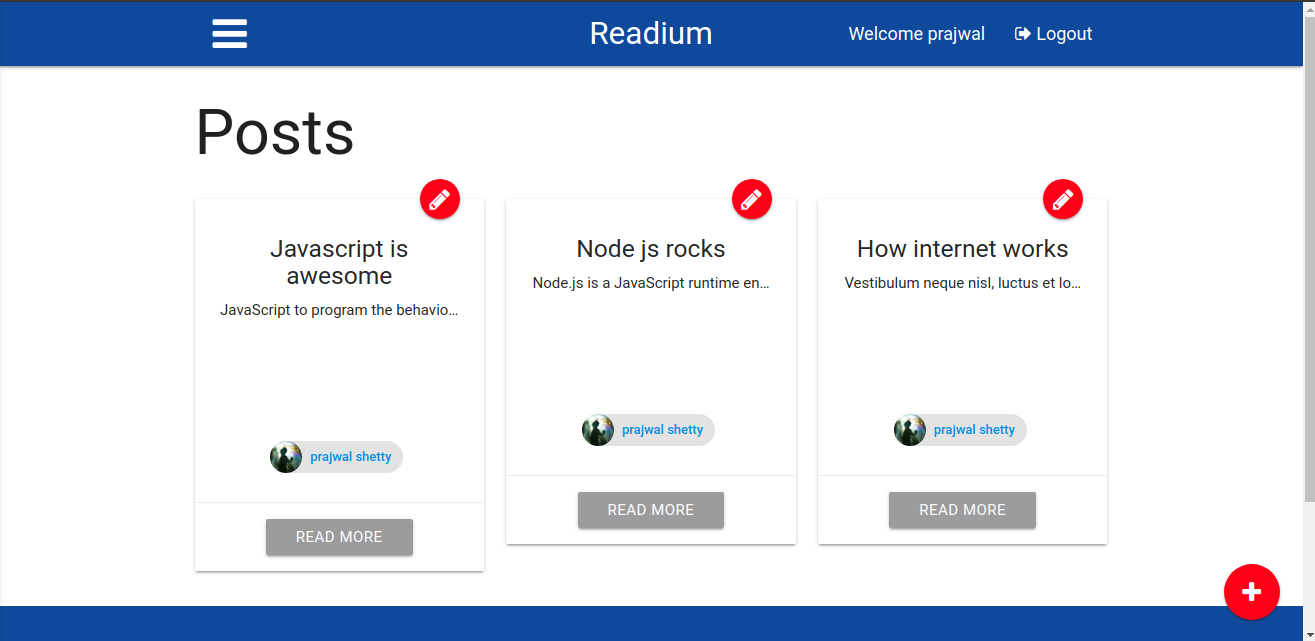 Readium
Welcome prajwal
Logout
Posts
Javascript is
awesome
JavaScript to program the behavio...
prajwal shetty
READ MORE
Node js rocks
Node.js is a JavaScript runtime en...
prajwal shetty
READ MORE
How internet works
Vestibulum neque nisl, luctus et lo...
prajwal shetty
READ MORE